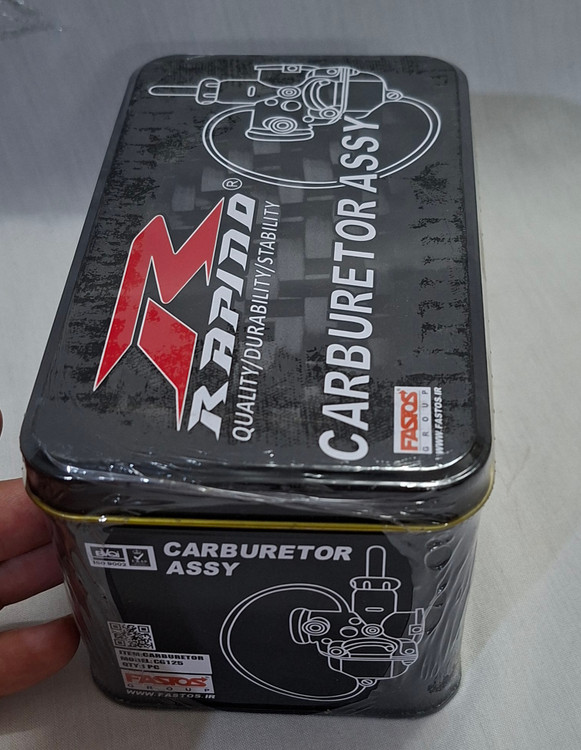 RAPINO®
QUALITY/DURABILITY/STABILITY
CARBURETOR ASSY
FASTOS®
GROUP
WWW.FASTOS.IR
ISO 9002
CARBURETOR
ASSY
ITEM:CARBURETOR
MODEL:CG125
QTY:1 PC
FASTOS
GROUP
WWW.FASTOS.IR